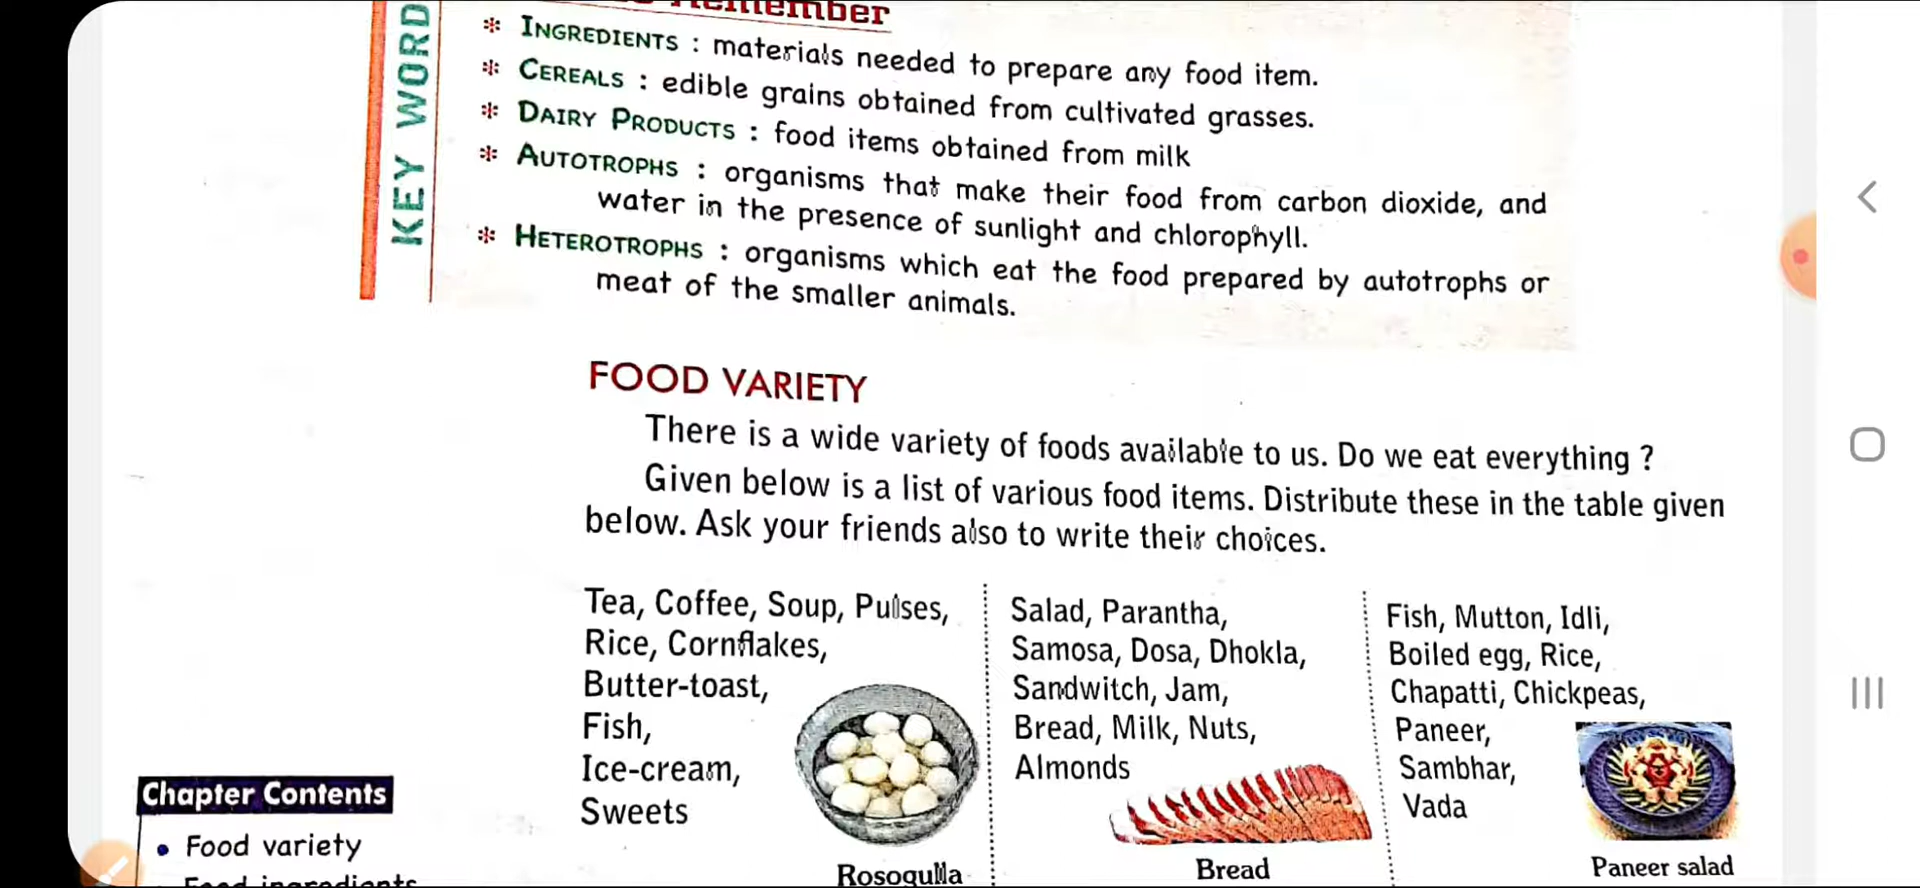 Remember
KEY WORD
* INGREDIENTS : materials needed to prepare any food item.
* CEREALS : edible grains obtained from cultivated grasses.
* DAIRY PRODUCTS : food items obtained from milk
* AUTOTROPHS : organisms that make their food from carbon dioxide, and
water in the presence of sunlight and chlorophyll.
* HETEROTROPHS : organisms which eat the food prepared by autotrophs or
meat of the smaller animals.
FOOD VARIETY
There is a wide variety of foods available to us. Do we eat everything ?
Given below is a list of various food items. Distribute these in the table given
below. Ask your friends also to write their choices.
Tea, Coffee, Soup, Pulses,
Rice, Cornflakes,
Butter-toast,
Fish,
Ice-cream,
Sweets
Rosogulla
Salad, Parantha,
Samosa, Dosa, Dhokla,
Sandwitch, Jam,
Bread, Milk, Nuts,
Almonds
Bread
Fish, Mutton, Idli,
Boiled egg, Rice,
Chapatti, Chickpeas,
Paneer,
Sambhar,
Vada
Paneer salad
Chapter Contents
• Food variety
Food ingredients